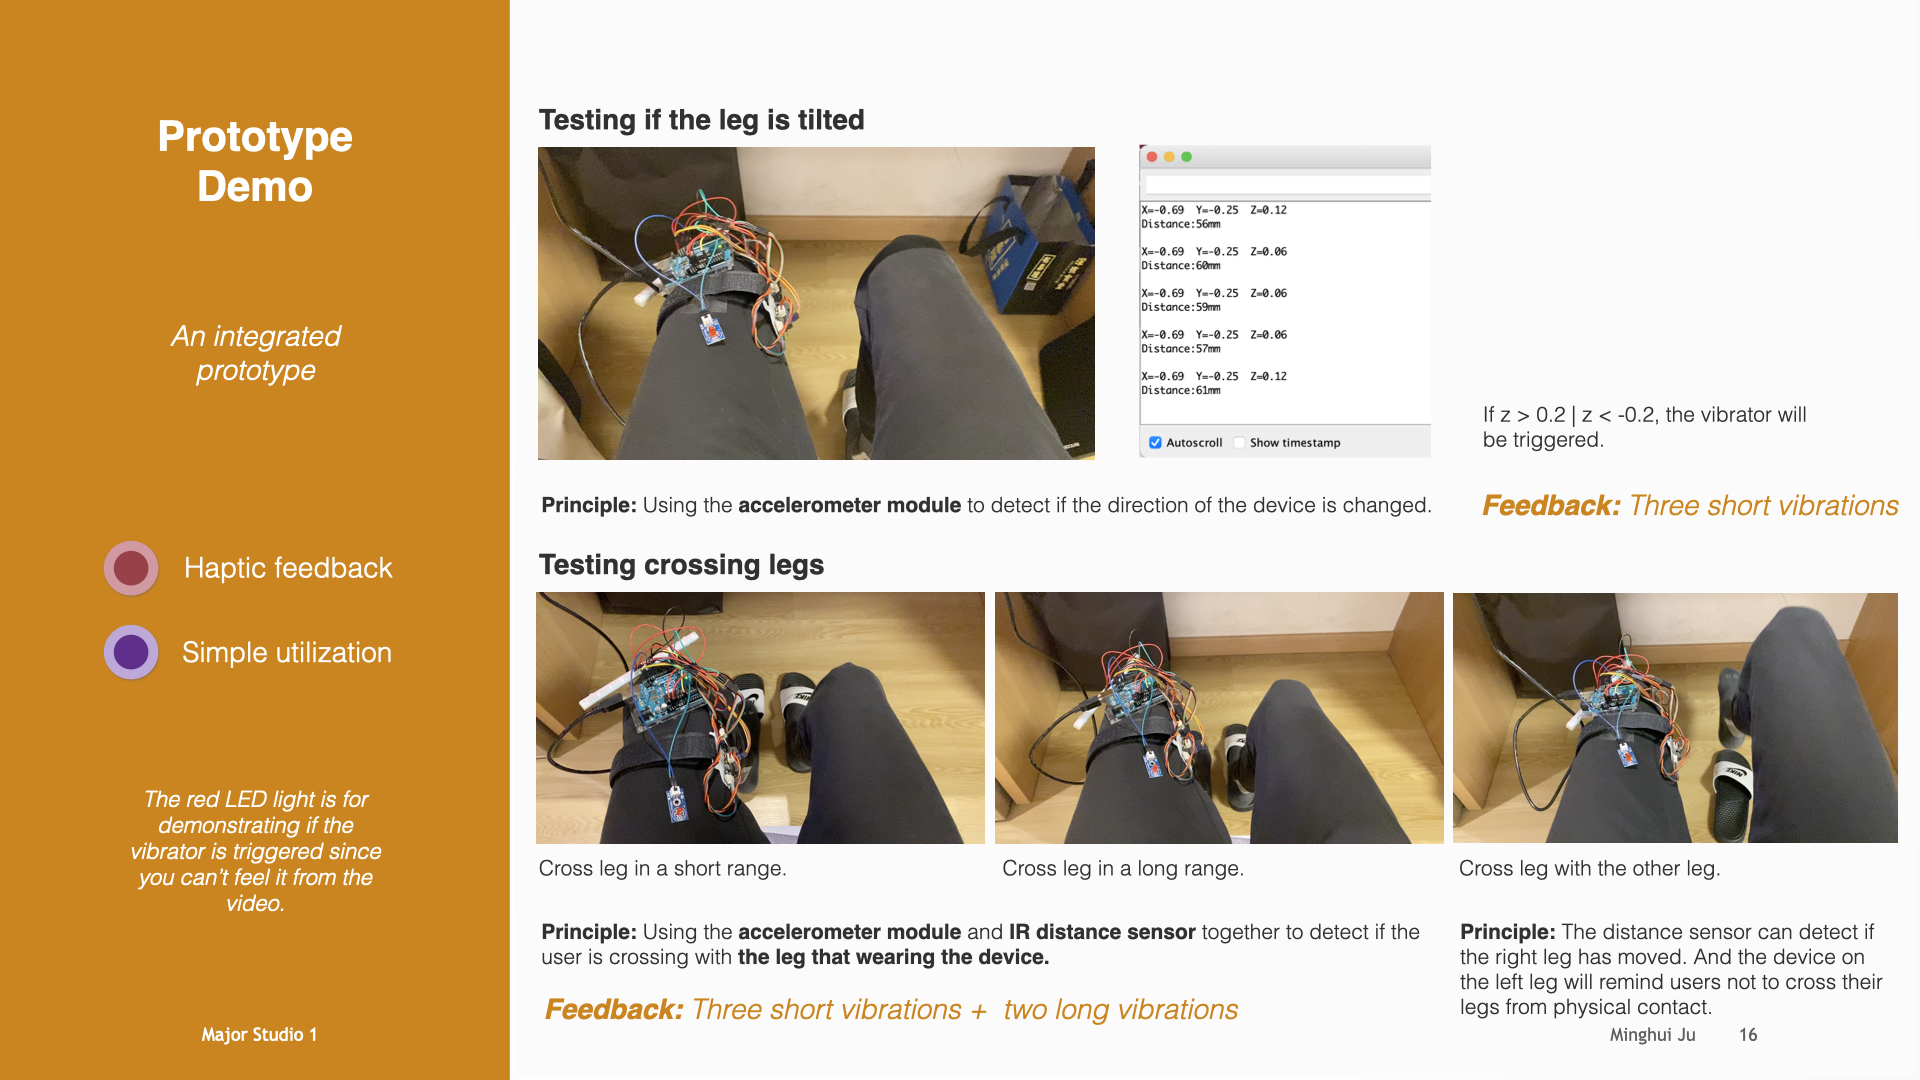 Prototype
Demo
An integrated
prototype
Haptic feedback
Simple utilization
The red LED light is for
demonstrating if the
vibrator is triggered since
you can't feel it from the
video.
Major Studio 1
Testing if the leg is tilted
X=-0.69 Y=-0.25 Z=0.12
Distance:56mm
X=-0.69 Y=-0.25 Z=0.06
Distance:60mm
X=-0.69 Y=-0.25 Z=0.06
Distance:59mm
X=-0.69 Y=-0.25 Z=0.06
Distance:57mm
X=-0.69 Y=-0.25 Z=0.12
Distance:61mm
Autoscroll Show timestamp
If z > 0.2 | z < -0.2, the vibrator will
be triggered.
Principle: Using the accelerometer module to detect if the direction of the device is changed.
Feedback: Three short vibrations
Testing crossing legs
NIKE
Cross leg in a short range.
Cross leg in a long range.
Cross leg with the other leg.
Principle: Using the accelerometer module and IR distance sensor together to detect if the
user is crossing with the leg that wearing the device.
Feedback: Three short vibrations + two long vibrations
Principle: The distance sensor can detect if
the right leg has moved. And the device on
the left leg will remind users not to cross their
legs from physical contact.
Minghui Ju 16